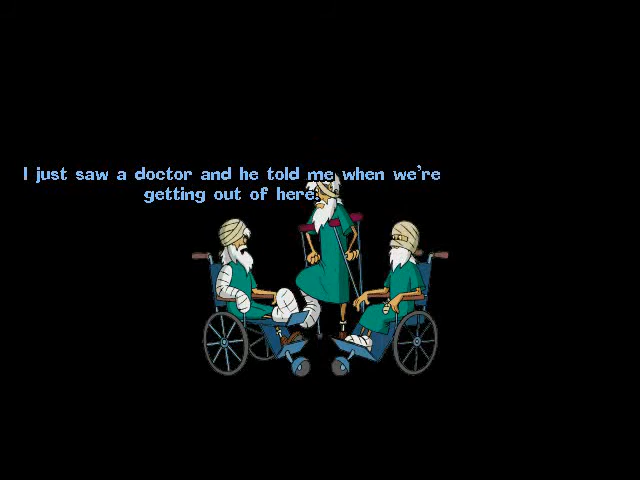 I just saw a doctor and he told me when we're
getting out of here!